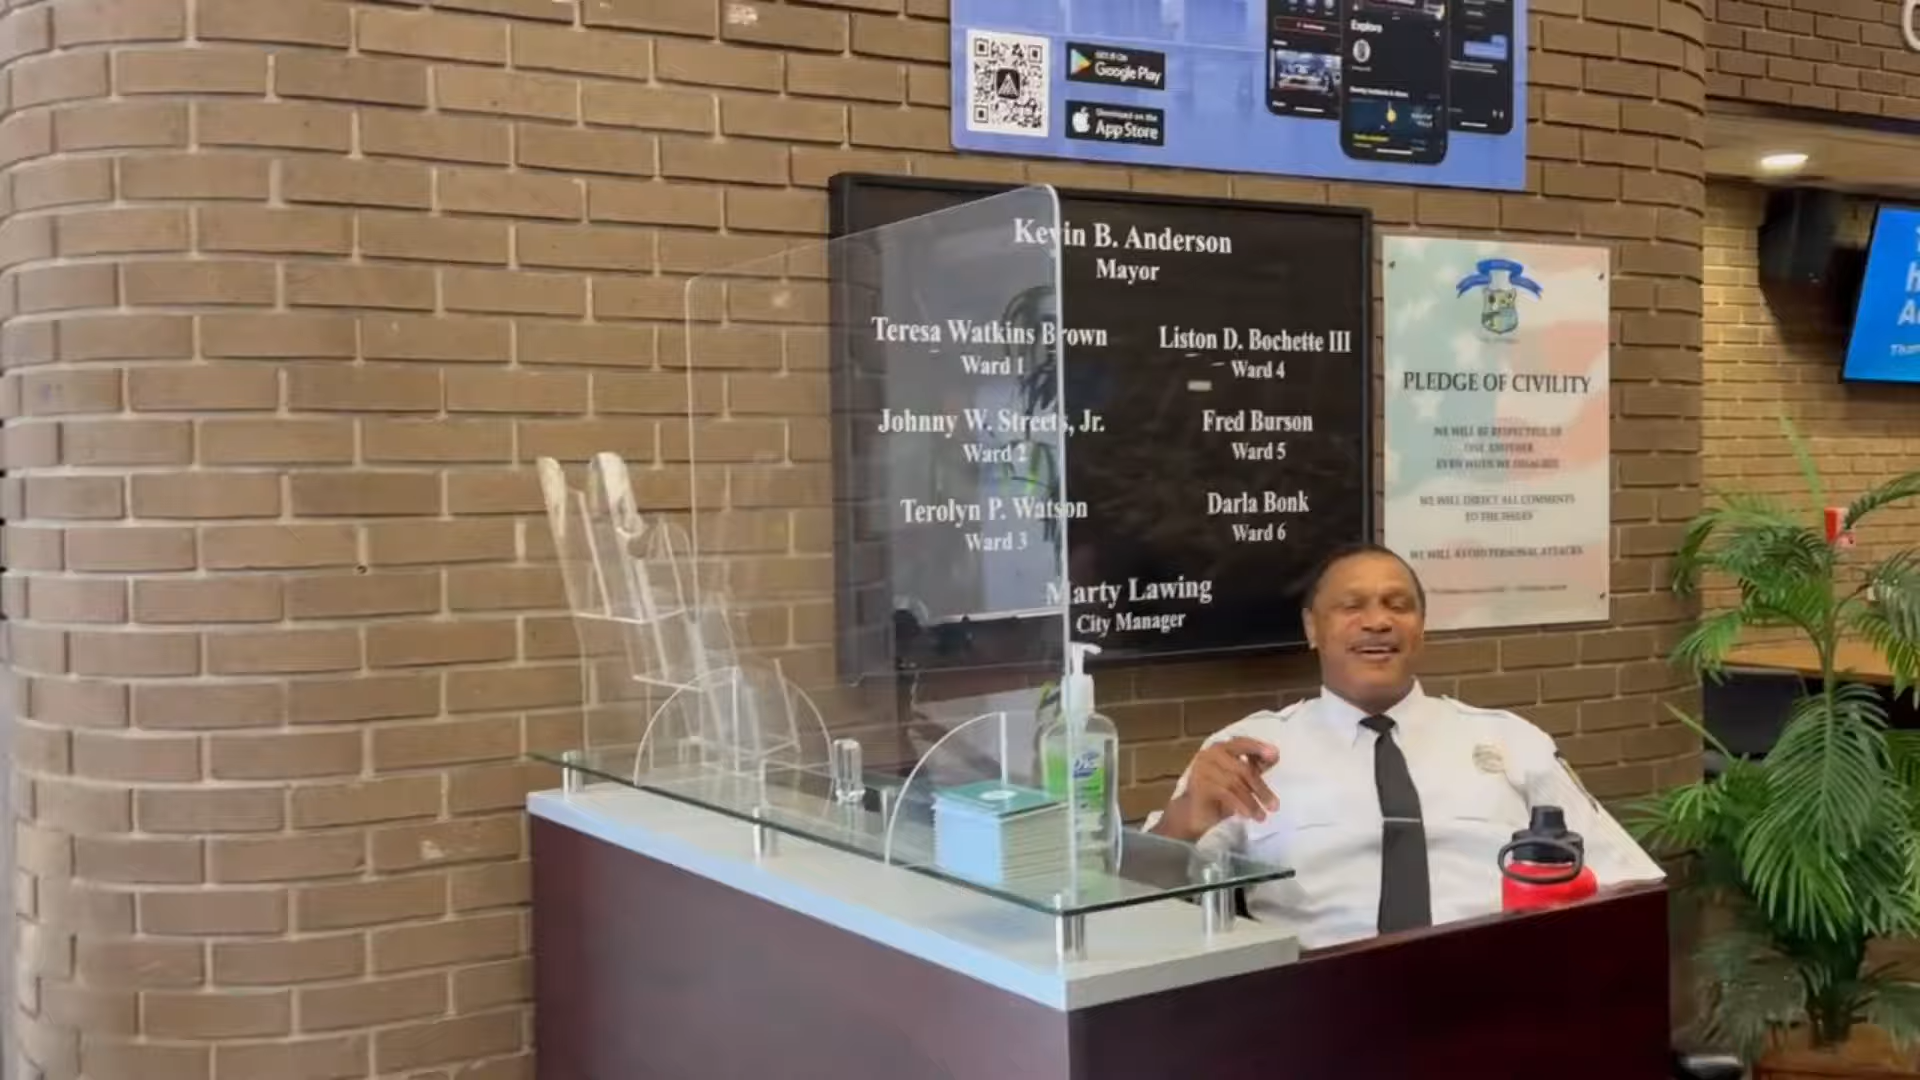 GET IT ON
Google Play
Download on the
App Store
Explore
Kevin B. Anderson
Mayor
Teresa Watkins Brown
Ward 1
Liston D. Bochette III
Ward 4
Johnny W. Streets, Jr.
Ward 2
Fred Burson
Ward 5
Terolyn P. Watson
Ward 3
Darla Bonk
Ward 6
Marty Lawing
City Manager
PLEDGE OF CIVILITY
WE WILL BE RESPECTFUL OF
ONE ANOTHER
EVEN WHEN WE DISAGREE
WE WILL DIRECT ALL COMMENTS
TO THE ISSUES
WE WILL AVOID PERSONAL ATTACKS
Dial